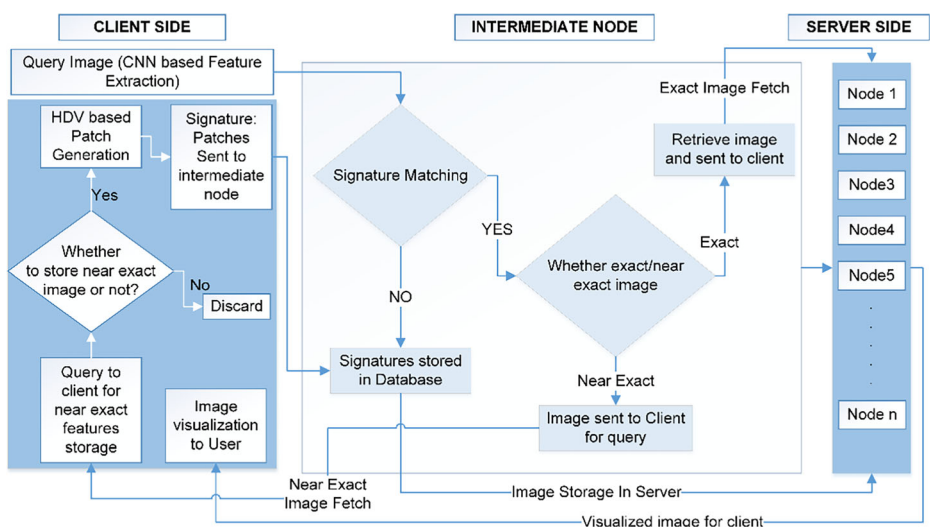 CLIENT SIDE
INTERMEDIATE NODE
SERVER SIDE
Query Image (CNN based Feature
Extraction)
HDV based
Patch
Generation
Signature:
Patches
Sent to
intermediate
node
Yes
Whether
to store near exact
image or not?
No
Discard
Query to
client for
near exact
features
storage
Image
visualization
to User
Signature Matching
YES
NO
Signatures stored
in Database
Whether exact/near
exact image
Exact
Near Exact
Image sent to Client
for query
Exact Image Fetch
Retrieve image
and sent to client
Near Exact
Image Fetch
Image Storage In Server
Visualized image for client
Node 1
Node 2
Node3
Node4
Node5
.
.
.
.
.
Node n